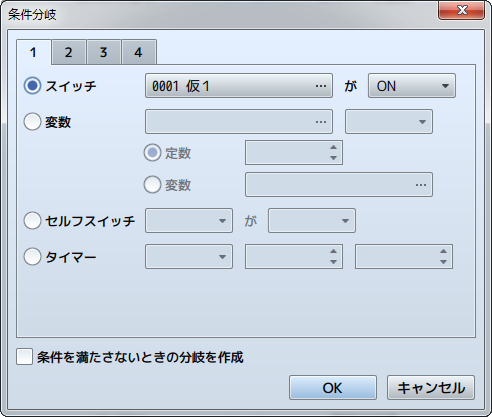 条件分岐
1 2 3 4
スイッチ 0001 仮１ ... が ON
変数 ...
定数
変数 ...
セルフスイッチ が
タイマー
条件を満たさないときの分岐を作成
OK キャンセル